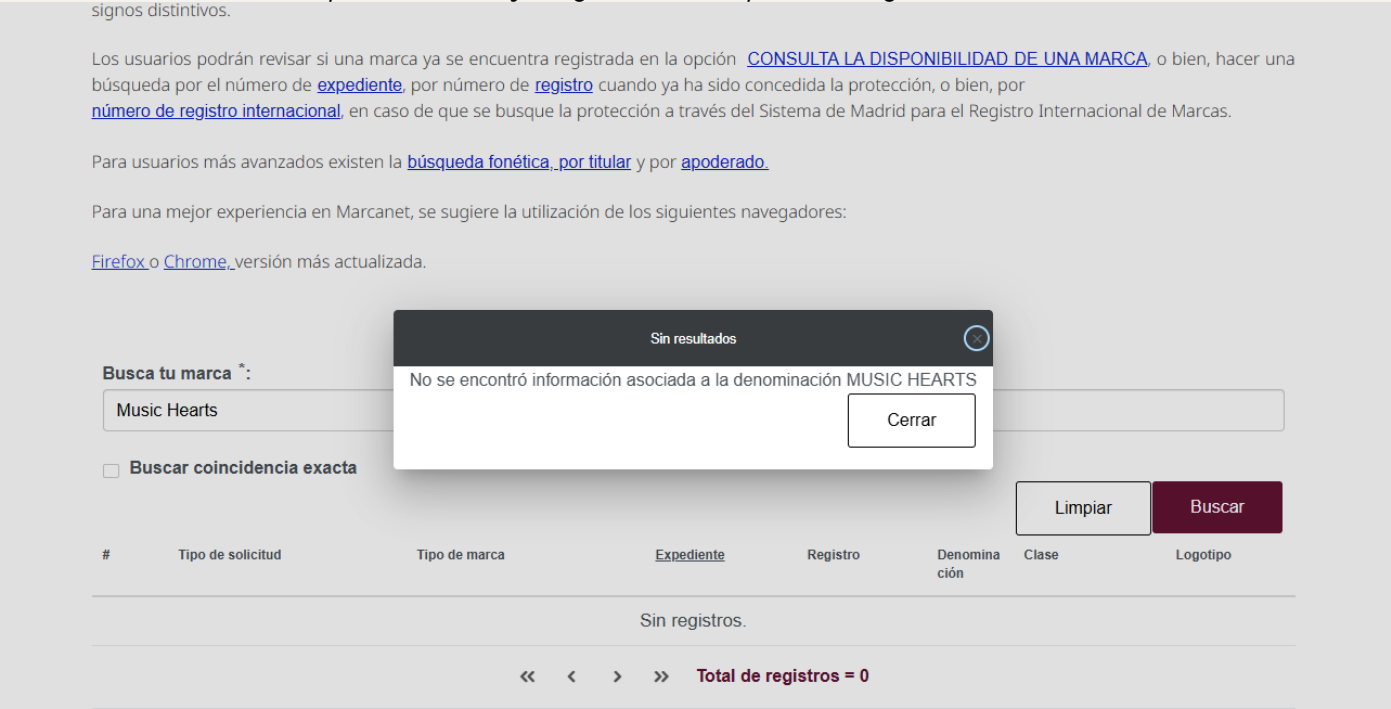 signos distintivos.
Los usuarios podrán revisar si una marca ya se encuentra registrada en la opción CONSULTA LA DISPONIBILIDAD DE UNA MARCA, o bien, hacer una
búsqueda por el número de expediente, por número de registro cuando ya ha sido concedida la protección, o bien, por
número de registro internacional, en caso de que se busque la protección a través del Sistema de Madrid para el Registro Internacional de Marcas.
Para usuarios más avanzados existen la búsqueda fonética, por titular y por apoderado.
Para una mejor experiencia en Marcanet, se sugiere la utilización de los siguientes navegadores:
Firefox o Chrome, versión más actualizada.
Sin resultados
No se encontró información asociada a la denominación MUSIC HEARTS
Cerrar
Busca tu marca *:
Music Hearts
Buscar coincidencia exacta
Limpiar Buscar
# Tipo de solicitud Tipo de marca Expediente Registro Denomina Clase Logotipo
ción
Sin registros.
Total de registros = 0